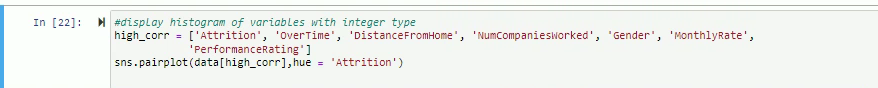 In [22]:
#display histogram of variables with integer type
high_corr = ['Attrition', 'OverTime', 'DistanceFromHome', 'NumCompaniesWorked', 'Gender', 'MonthlyRate',
'PerformanceRating']
sns.pairplot(data[high_corr],hue = 'Attrition')